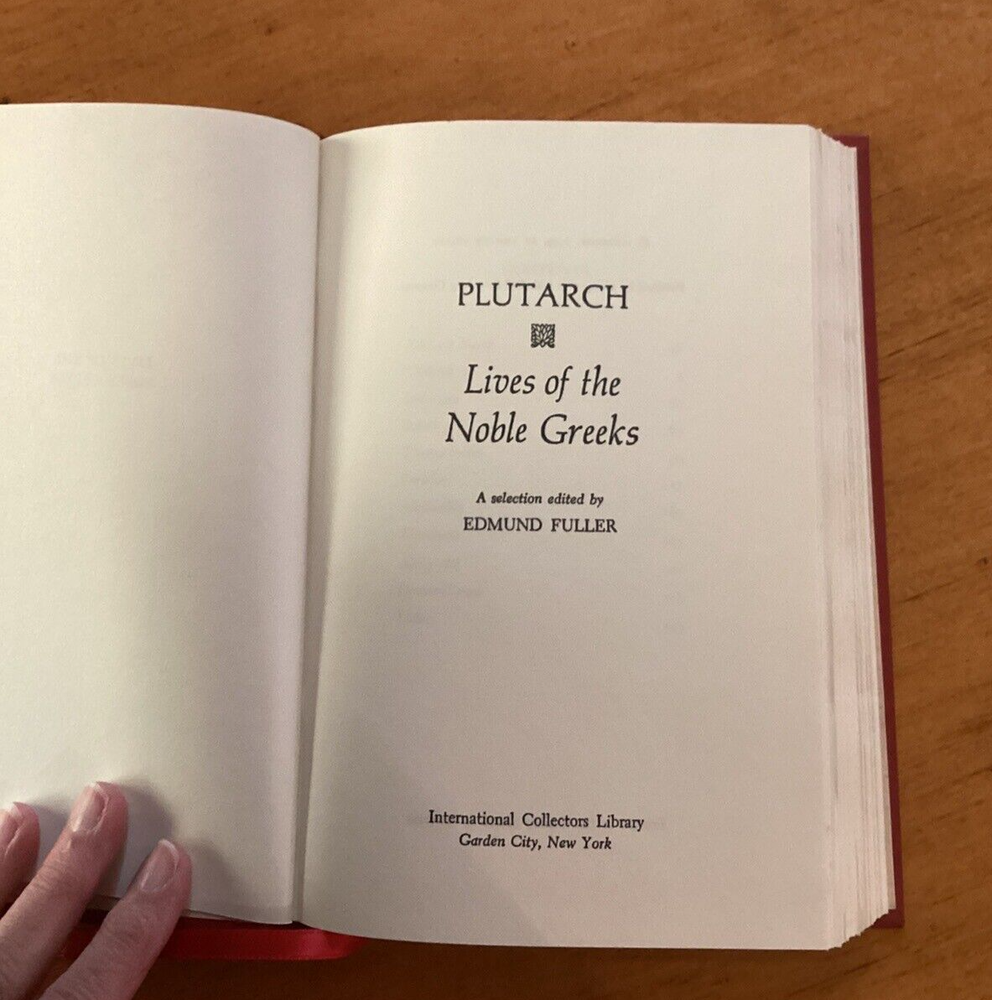 PLUTARCH
Lives of the
Noble Greeks
A selection edited by
EDMUND FULLER
International Collectors Library
Garden City, New York